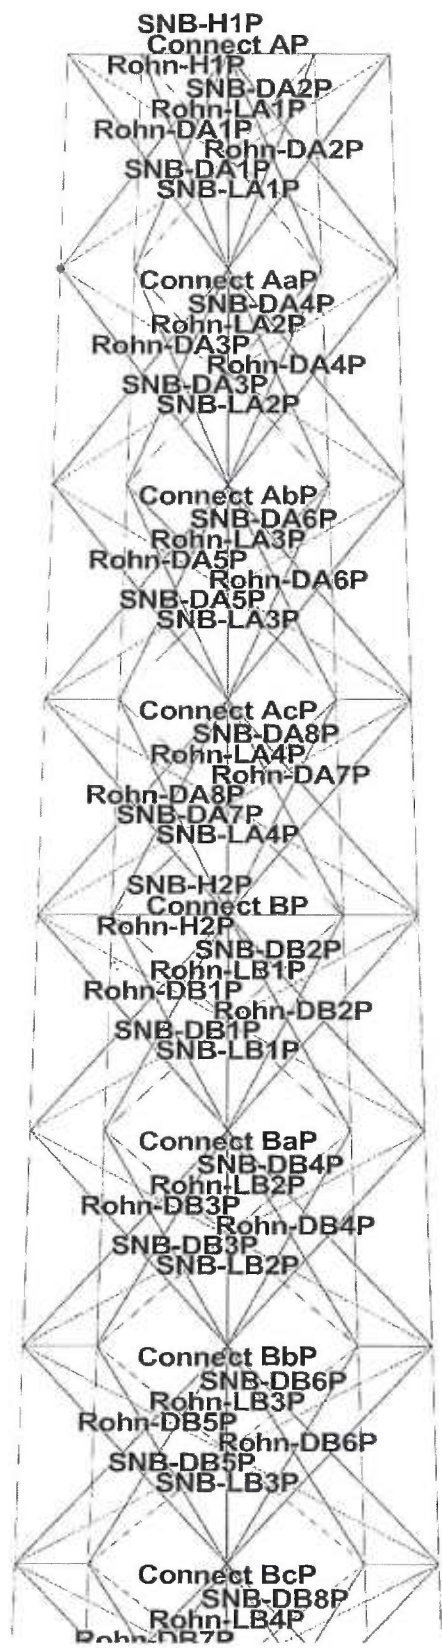 SNB-H1P
Connect AP
Rohn-H1P
SNB-DA2P
Rohn-LA1P
Rohn-DA1P
Rohn-DA2P
SNB-DA1P
SNB-LA1P
Connect AaP
SNB-DA4P
Rohn-LA2P
Rohn-DA3P
Rohn-DA4P
SNB-DA3P
SNB-LA2P
Connect AbP
SNB-DA6P
Rohn-LA3P
Rohn-DA5P
Rohn-DA6P
SNB-DA5P
SNB-LA3P
Connect AcP
SNB-DA8P
Rohn-LA4P
Rohn-DA7P
Rohn-DA8P
SNB-DA7P
SNB-LA4P
SNB-H2P
Connect BP
Rohn-H2P
SNB-DB2P
Rohn-LB1P
Rohn-DB1P
Rohn-DB2P
SNB-DB1P
SNB-LB1P
Connect BaP
SNB-DB4P
Rohn-LB2P
Rohn-DB3P
Rohn-DB4P
SNB-DB3P
SNB-LB2P
Connect BbP
SNB-DB6P
Rohn-LB3P
Rohn-DB5P
Rohn-DB6P
SNB-DB5P
SNB-LB3P
Connect BcP
SNB-DB8P
Rohn-LB4P
Rohn-DB7P